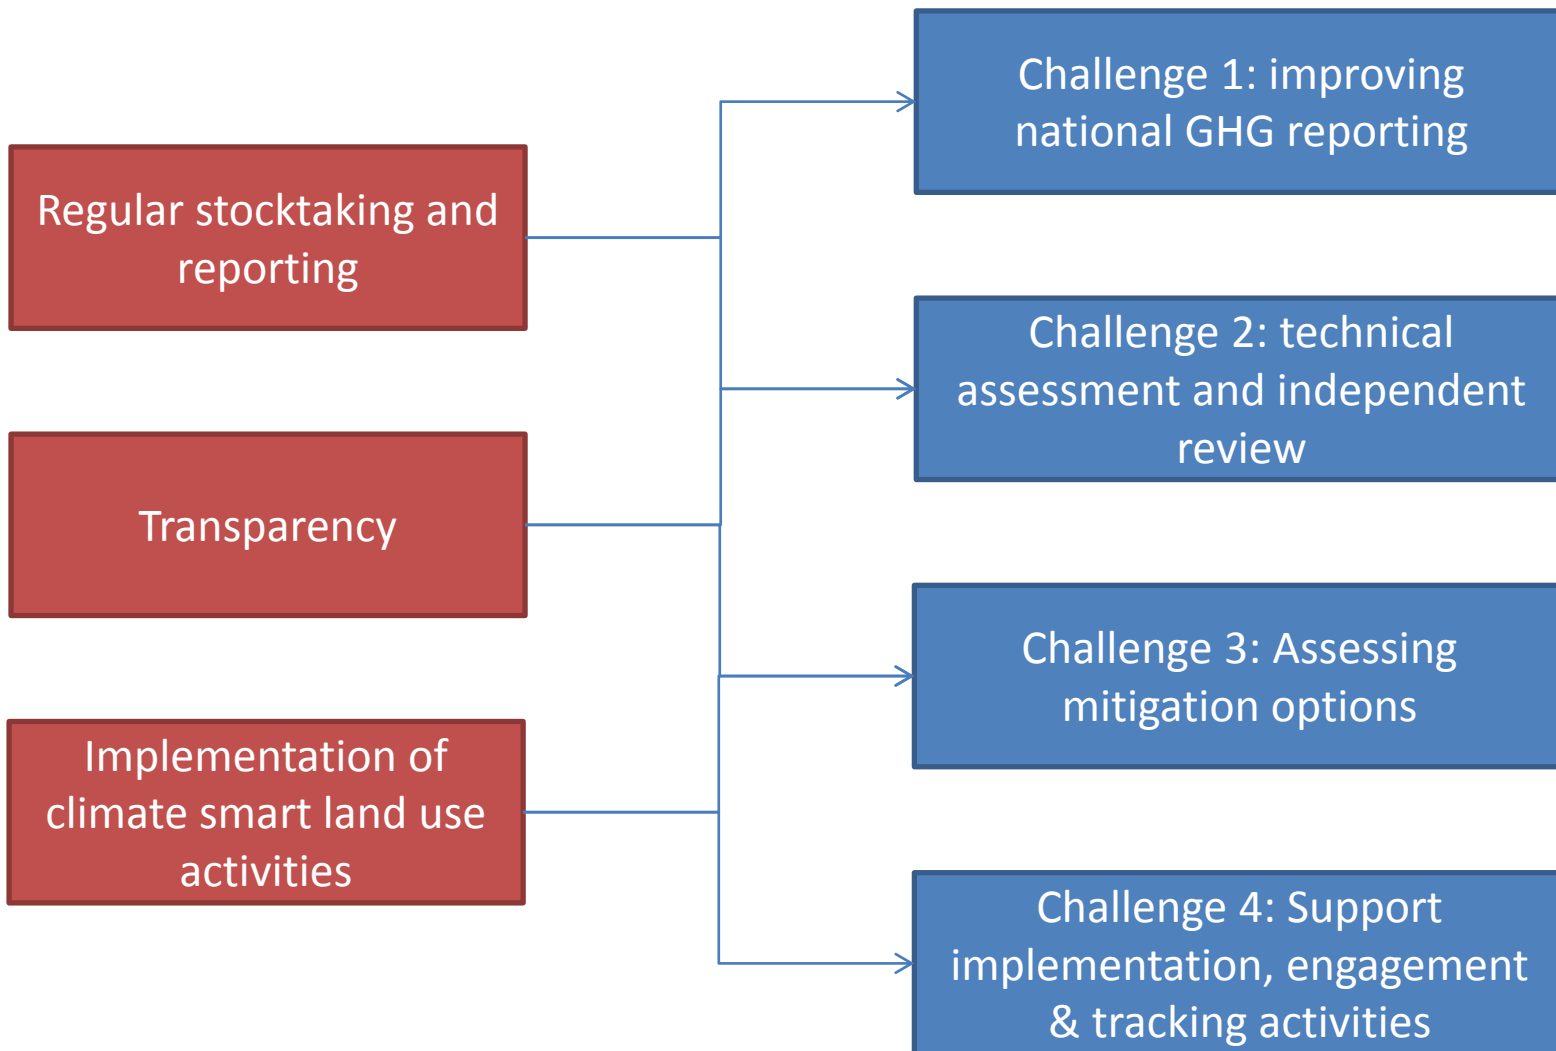 Regular stocktaking and
reporting
Transparency
Implementation of
climate smart land use
activities
Challenge 1: improving
national GHG reporting
Challenge 2: technical
assessment and independent
review
Challenge 3: Assessing
mitigation options
Challenge 4: Support
implementation, engagement
& tracking activities